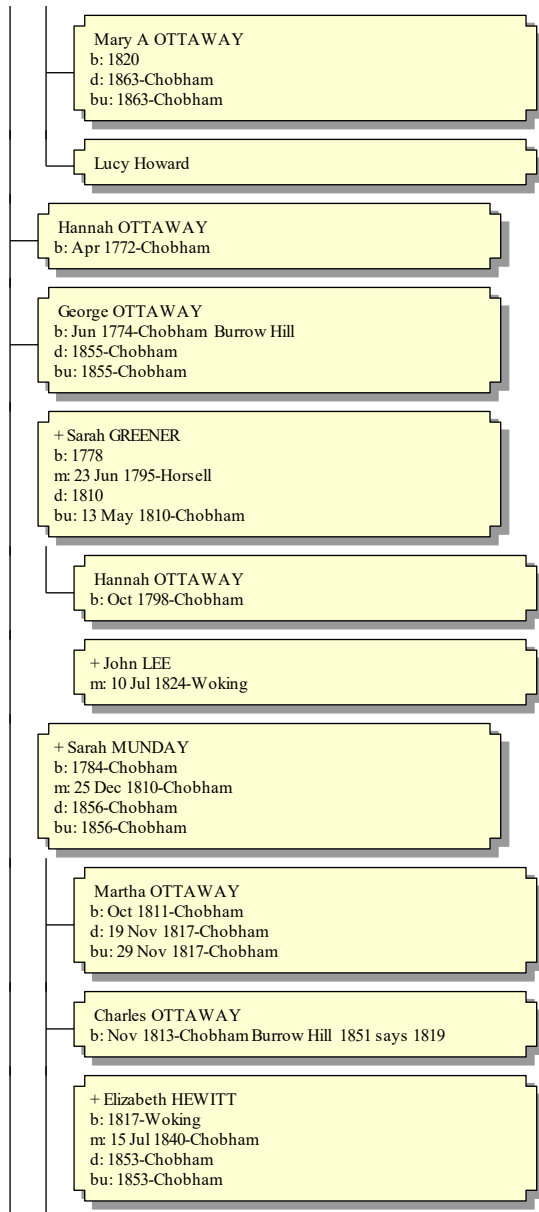 Mary A OTTAWAY
b: 1820
d: 1863-Chobham
bu: 1863-Chobham
Lucy Howard
Hannah OTTAWAY
b: Apr 1772-Chobham
George OTTAWAY
b: Jun 1774-Chobham Burrow Hill
d: 1855-Chobham
bu: 1855-Chobham
+ Sarah GREENER
b: 1778
m: 23 Jun 1795-Horsell
d: 1810
bu: 13 May 1810-Chobham
Hannah OTTAWAY
b: Oct 1798-Chobham
+ John LEE
m: 10 Jul 1824-Woking
+ Sarah MUNDAY
b: 1784-Chobham
m: 25 Dec 1810-Chobham
d: 1856-Chobham
bu: 1856-Chobham
Martha OTTAWAY
b: Oct 1811-Chobham
d: 19 Nov 1817-Chobham
bu: 29 Nov 1817-Chobham
Charles OTTAWAY
b: Nov 1813-Chobham Burrow Hill 1851 says 1819
+ Elizabeth HEWITT
b: 1817-Woking
m: 15 Jul 1840-Chobham
d: 1853-Chobham
bu: 1853-Chobham